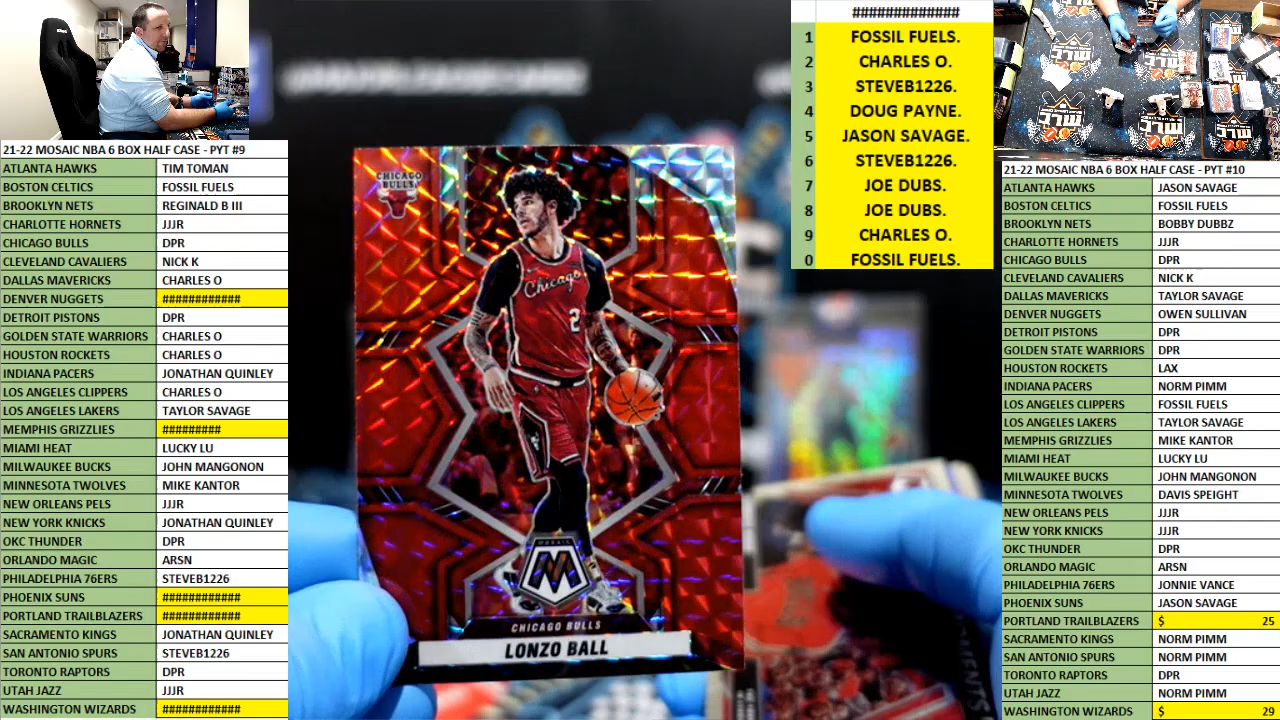 21-22 MOSAIC NBA 6 BOX HALF CASE - PYT #9
ATLANTA HAWKS TIM TOMAN
BOSTON CELTICS FOSSIL FUELS
BROOKLYN NETS REGINALD B III
CHARLOTTE HORNETS JJJR
CHICAGO BULLS DPR
CLEVELAND CAVALIERS NICK K
DALLAS MAVERICKS CHARLES O
DENVER NUGGETS ############
DETROIT PISTONS DPR
GOLDEN STATE WARRIORS CHARLES O
HOUSTON ROCKETS CHARLES O
INDIANA PACERS JONATHAN QUINLEY
LOS ANGELES CLIPPERS CHARLES O
LOS ANGELES LAKERS TAYLOR SAVAGE
MEMPHIS GRIZZLIES #########
MIAMI HEAT LUCKY LU
MILWAUKEE BUCKS JOHN MANGONON
MINNESOTA TWOLVES MIKE KANTOR
NEW ORLEANS PELS JJJR
NEW YORK KNICKS JONATHAN QUINLEY
OKC THUNDER DPR
ORLANDO MAGIC ARSN
PHILADELPHIA 76ERS STEVEB1226
PHOENIX SUNS ############
PORTLAND TRAILBLAZERS ############
SACRAMENTO KINGS JONATHAN QUINLEY
SAN ANTONIO SPURS STEVEB1226
TORONTO RAPTORS DPR
UTAH JAZZ JJJR
WASHINGTON WIZARDS ############
CHICAGO
BULLS
Chicago
2
MOSAIC
M
CHICAGO BULLS
LONZO BALL
#############
1 FOSSIL FUELS.
2 CHARLES O.
3 STEVEB1226.
4 DOUG PAYNE.
5 JASON SAVAGE.
6 STEVEB1226.
7 JOE DUBS.
8 JOE DUBS.
9 CHARLES O.
0 FOSSIL FUELS.
MLC
MLC
21-22 MOSAIC NBA 6 BOX HALF CASE - PYT #10
ATLANTA HAWKS JASON SAVAGE
BOSTON CELTICS FOSSIL FUELS
BROOKLYN NETS BOBBY DUBBZ
CHARLOTTE HORNETS JJJR
CHICAGO BULLS DPR
CLEVELAND CAVALIERS NICK K
DALLAS MAVERICKS TAYLOR SAVAGE
DENVER NUGGETS OWEN SULLIVAN
DETROIT PISTONS DPR
GOLDEN STATE WARRIORS DPR
HOUSTON ROCKETS LAX
INDIANA PACERS NORM PIMM
LOS ANGELES CLIPPERS FOSSIL FUELS
LOS ANGELES LAKERS TAYLOR SAVAGE
MEMPHIS GRIZZLIES MIKE KANTOR
MIAMI HEAT LUCKY LU
MILWAUKEE BUCKS JOHN MANGONON
MINNESOTA TWOLVES DAVIS SPEIGHT
NEW ORLEANS PELS JJJR
NEW YORK KNICKS JJJR
OKC THUNDER DPR
ORLANDO MAGIC ARSN
PHILADELPHIA 76ERS JONNIE VANCE
PHOENIX SUNS JASON SAVAGE
PORTLAND TRAILBLAZERS $ 25
SACRAMENTO KINGS NORM PIMM
SAN ANTONIO SPURS NORM PIMM
TORONTO RAPTORS DPR
UTAH JAZZ NORM PIMM
WASHINGTON WIZARDS $ 29